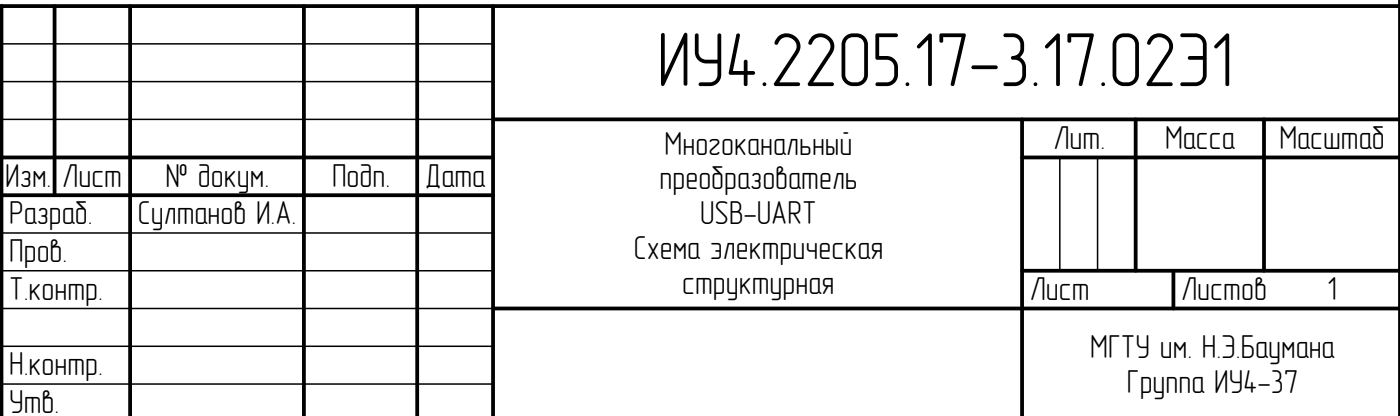 ИУ4.2205.17–3.17.02Э1
Многоканальный
преобразователь
USB–UART
Схема электрическая
структурная
Лит. Масса Масштаб
Изм. Лист № докум. Подп. Дата
Разраб. Султанов И.А.
Пров.
Т.контр.
Н.контр.
Утв.
Лист Листов 1
МГТУ им. Н.Э.Баумана
Группа ИУ4–37